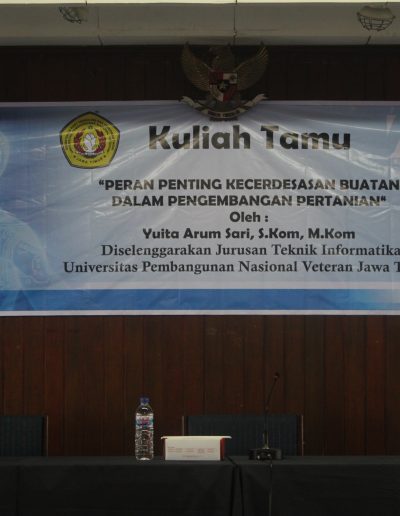 Kuliah Tamu
“PERAN PENTING KECERDESASAN BUATAN
DALAM PENGEMBANGAN PERTANIAN“
Oleh :
Yuita Arum Sari, S.Kom, M.Kom
Diselenggarakan Jurusan Teknik Informatika
Universitas Pembangunan Nasional Veteran Jawa T